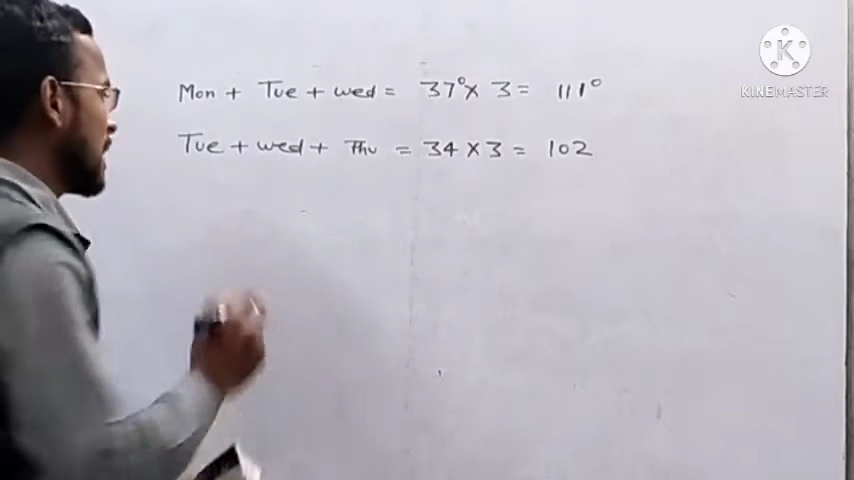 Mon + Tue + wed = 37° × 3 = 111°
Tue + wed + Thu = 34 × 3 = 102
K
KINEMASTER